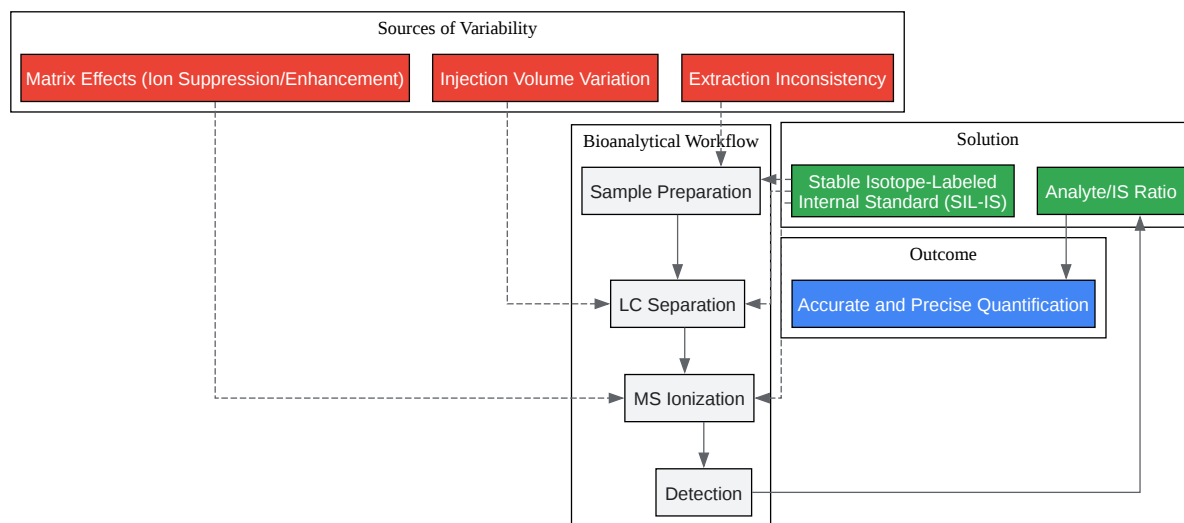 Sources of Variability
Matrix Effects (Ion Suppression/Enhancement)
Injection Volume Variation
Extraction Inconsistency
Bioanalytical Workflow
Sample Preparation
LC Separation
MS Ionization
Detection
Solution
Stable Isotope-Labeled
Internal Standard (SIL-IS)
Analyte/IS Ratio
Outcome
Accurate and Precise Quantification